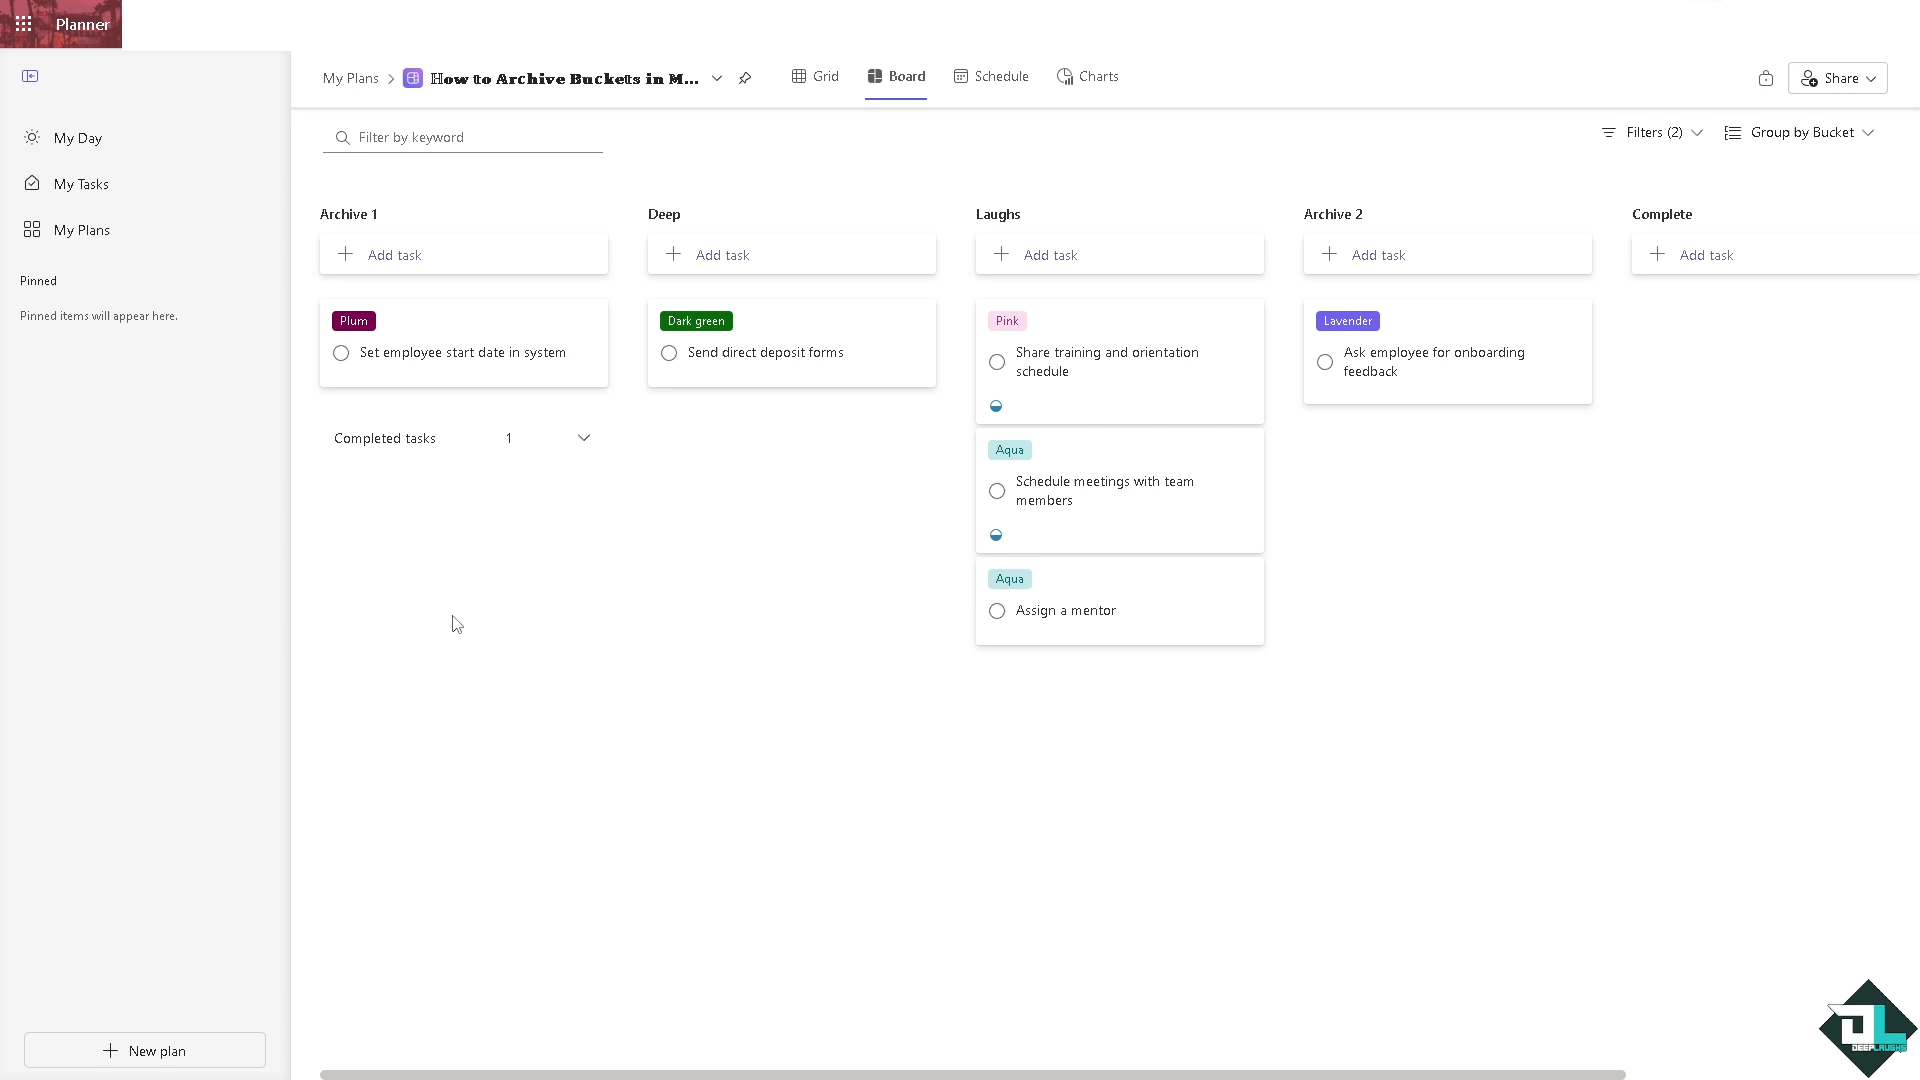 Planner
My Plans
How to Archive Buckets in M...
Grid
Board
Schedule
Charts
Share
My Day
My Tasks
My Plans
Pinned
Pinned items will appear here.
New plan
Filter by keyword
Filters (2)
Group by Bucket
Archive 1
Add task
Plum
Set employee start date in system
Completed tasks 1
Deep
Add task
Dark green
Send direct deposit forms
Laughs
Add task
Pink
Share training and orientation
schedule
Aqua
Schedule meetings with team
members
Aqua
Assign a mentor
Archive 2
Add task
Lavender
Ask employee for onboarding
feedback
Complete
Add task
DL
DEEPLAUGHS